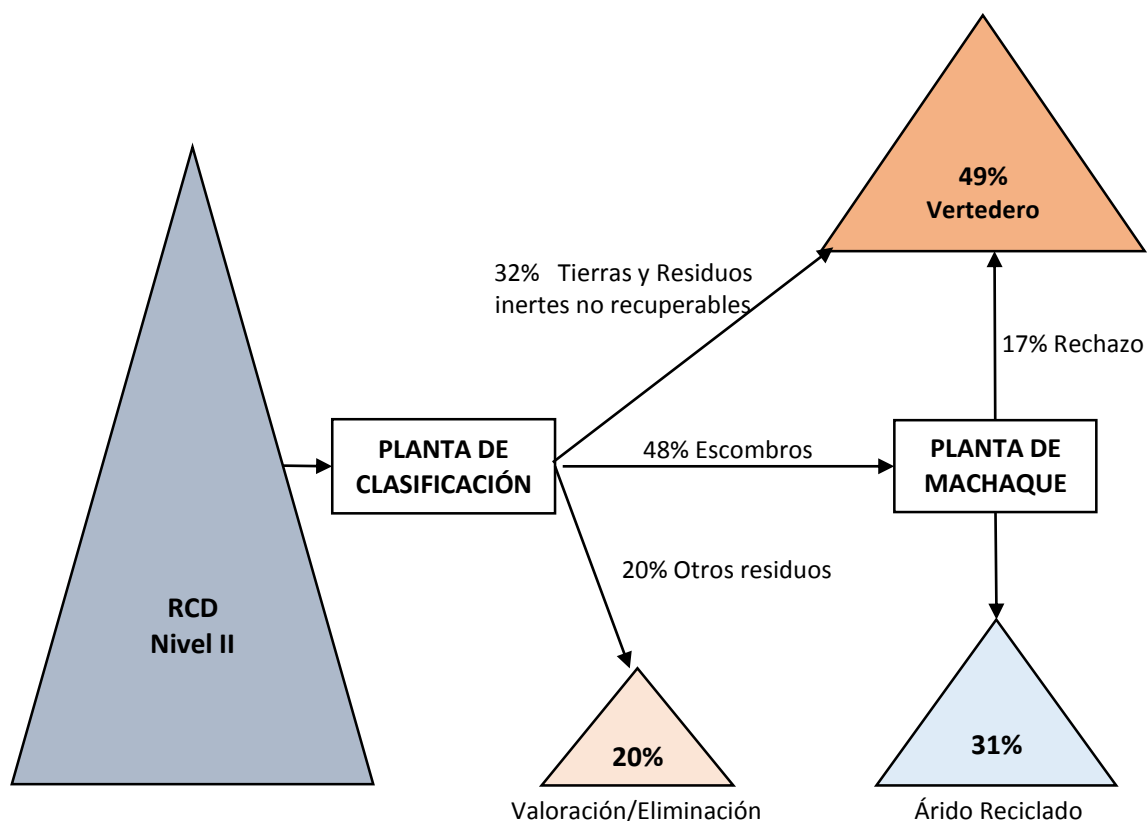 49%
Vertedero
32% Tierras y Residuos
inertes no recuperables
17% Rechazo
PLANTA DE
CLASIFICACIÓN
48% Escombros
PLANTA DE
MACHAQUE
20% Otros residuos
RCD
Nivel II
20%
31%
Valoración/Eliminación
Árido Reciclado